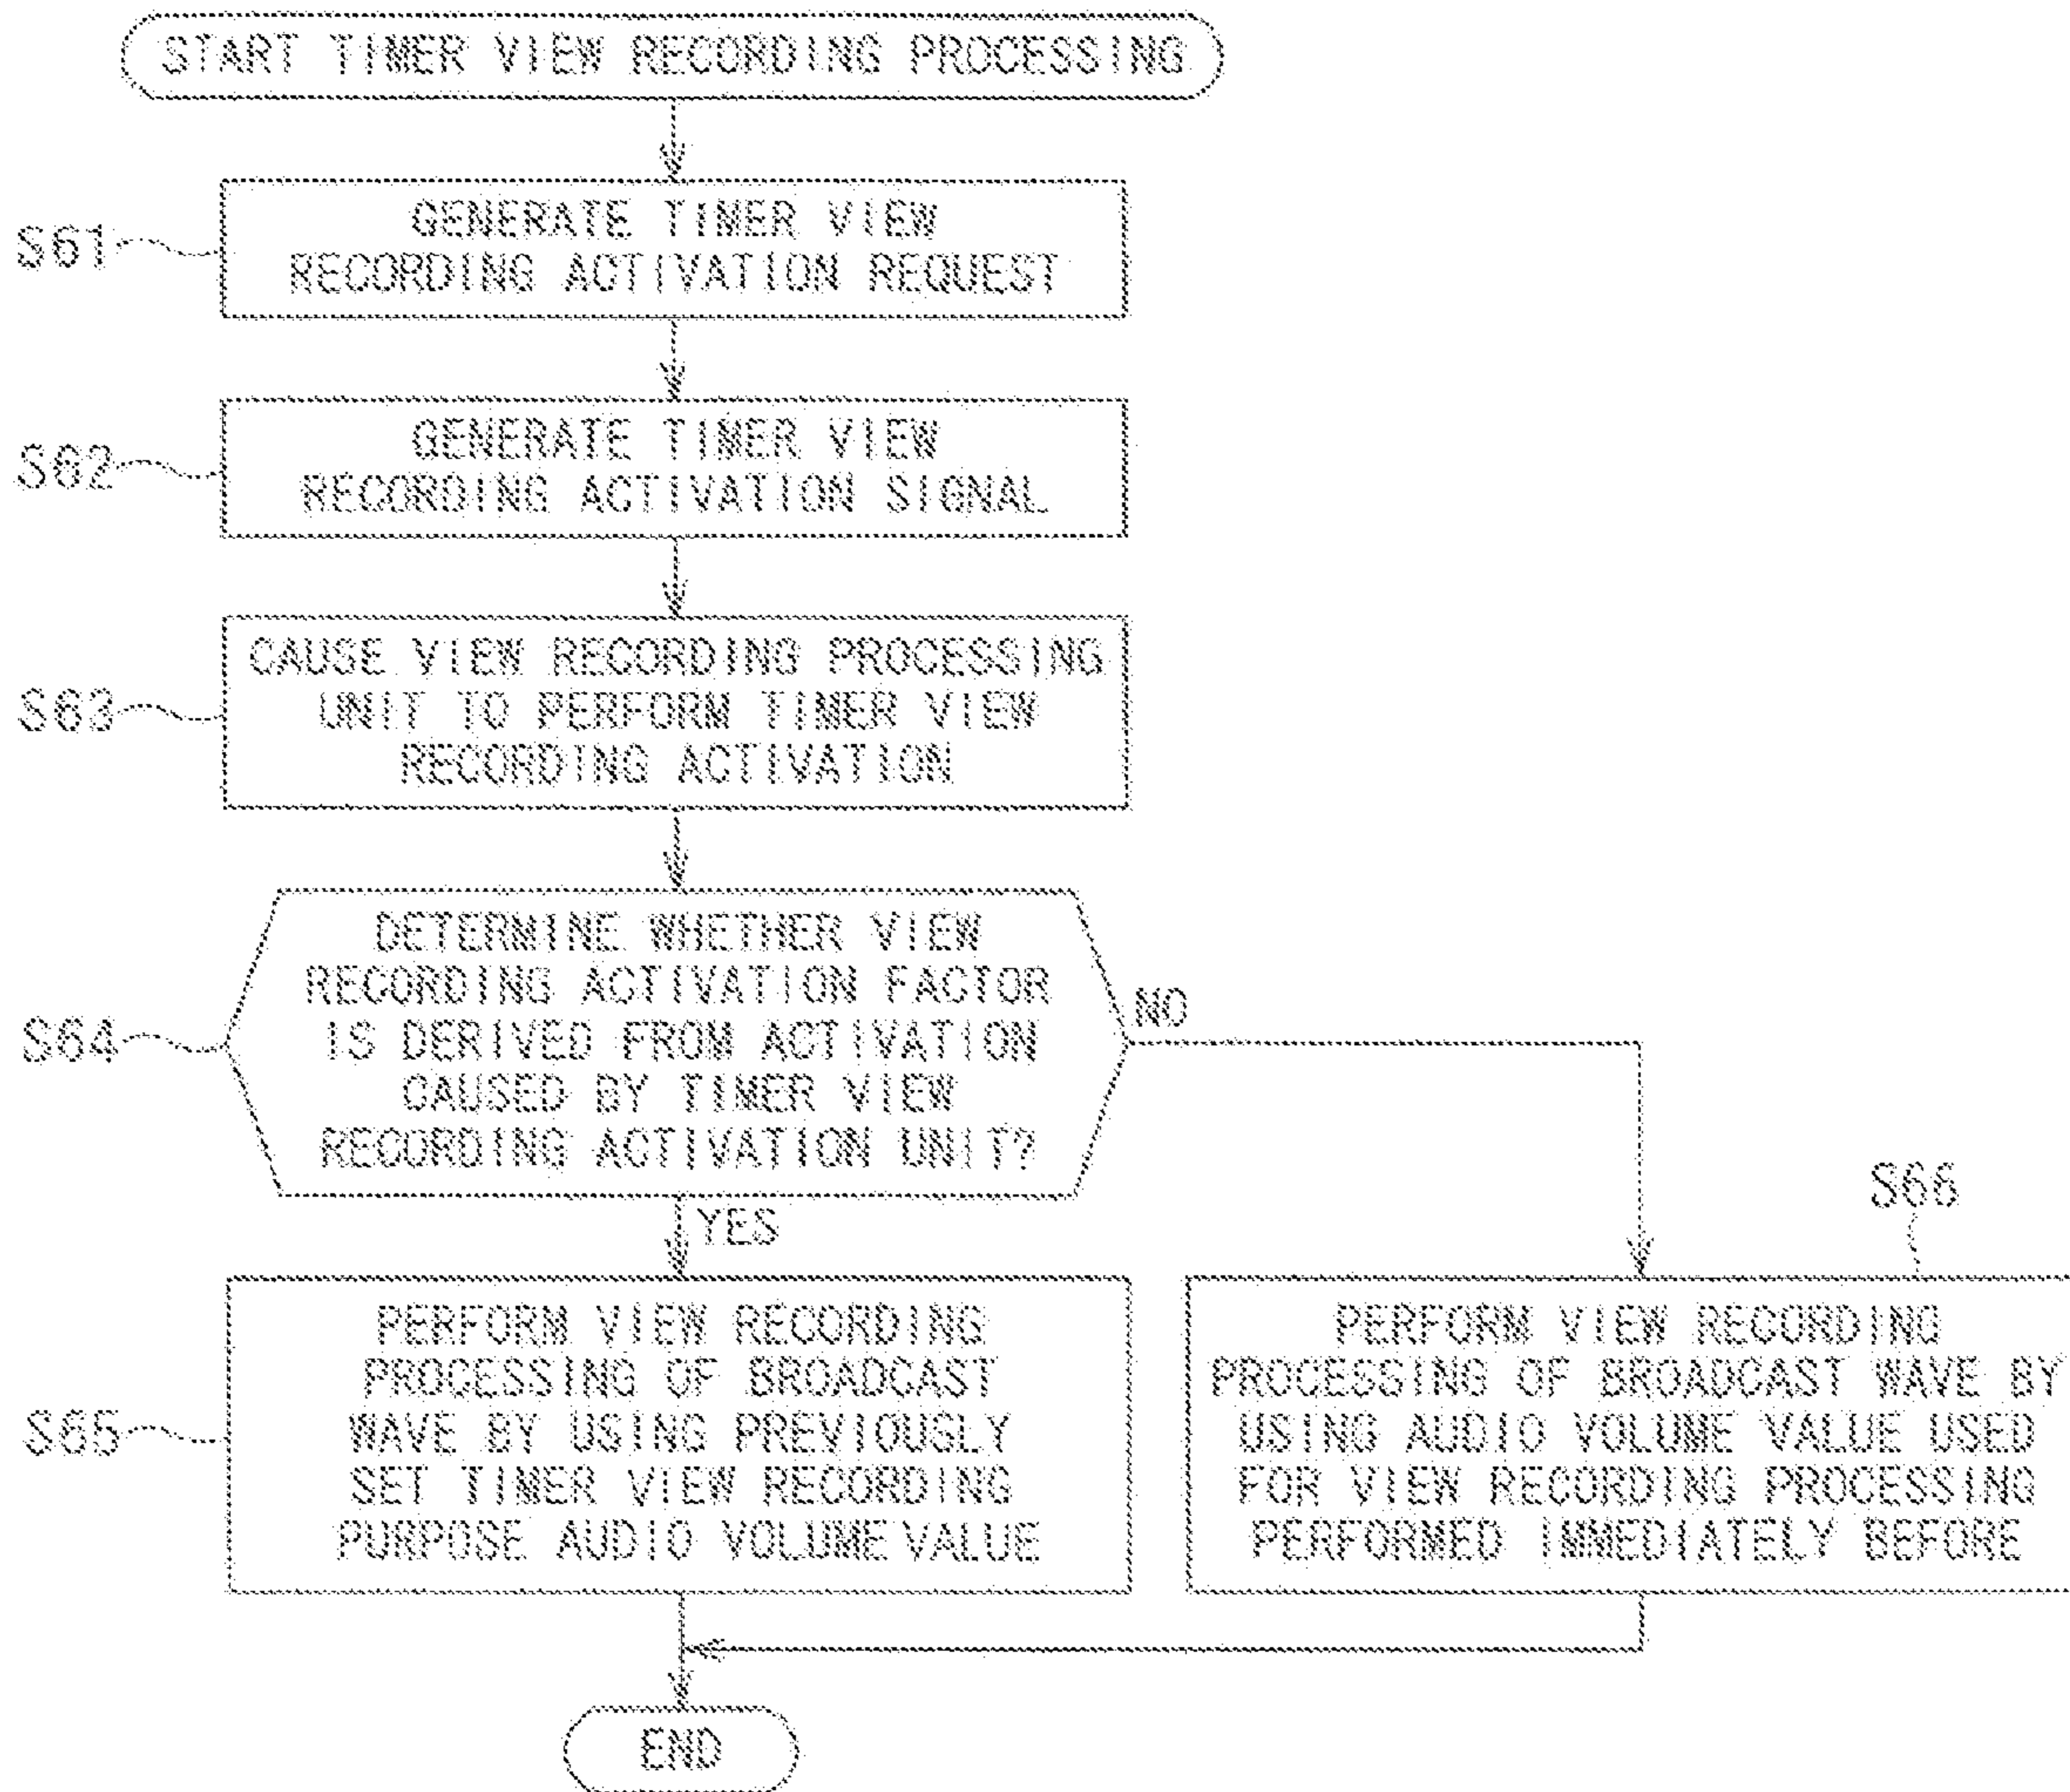 START TIMER VIEW RECORDING PROCESSING
S61
GENERATE TIMER VIEW
RECORDING ACTIVATION REQUEST
S62
GENERATE TIMER VIEW
RECORDING ACTIVATION SIGNAL
S63
CAUSE VIEW RECORDING PROCESSING
UNIT TO PERFORM TIMER VIEW
RECORDING ACTIVATION
S64
DETERMINE WHETHER VIEW
RECORDING ACTIVATION FACTOR
IS DERIVED FROM ACTIVATION
CAUSED BY TIMER VIEW
RECORDING ACTIVATION UNIT?
NO
YES
S65
PERFORM VIEW RECORDING
PROCESSING OF BROADCAST
WAVE BY USING PREVIOUSLY
SET TIMER VIEW RECORDING
PURPOSE AUDIO VOLUME VALUE
S66
PERFORM VIEW RECORDING
PROCESSING OF BROADCAST WAVE BY
USING AUDIO VOLUME VALUE USED
FOR VIEW RECORDING PROCESSING
PERFORMED IMMEDIATELY BEFORE
END